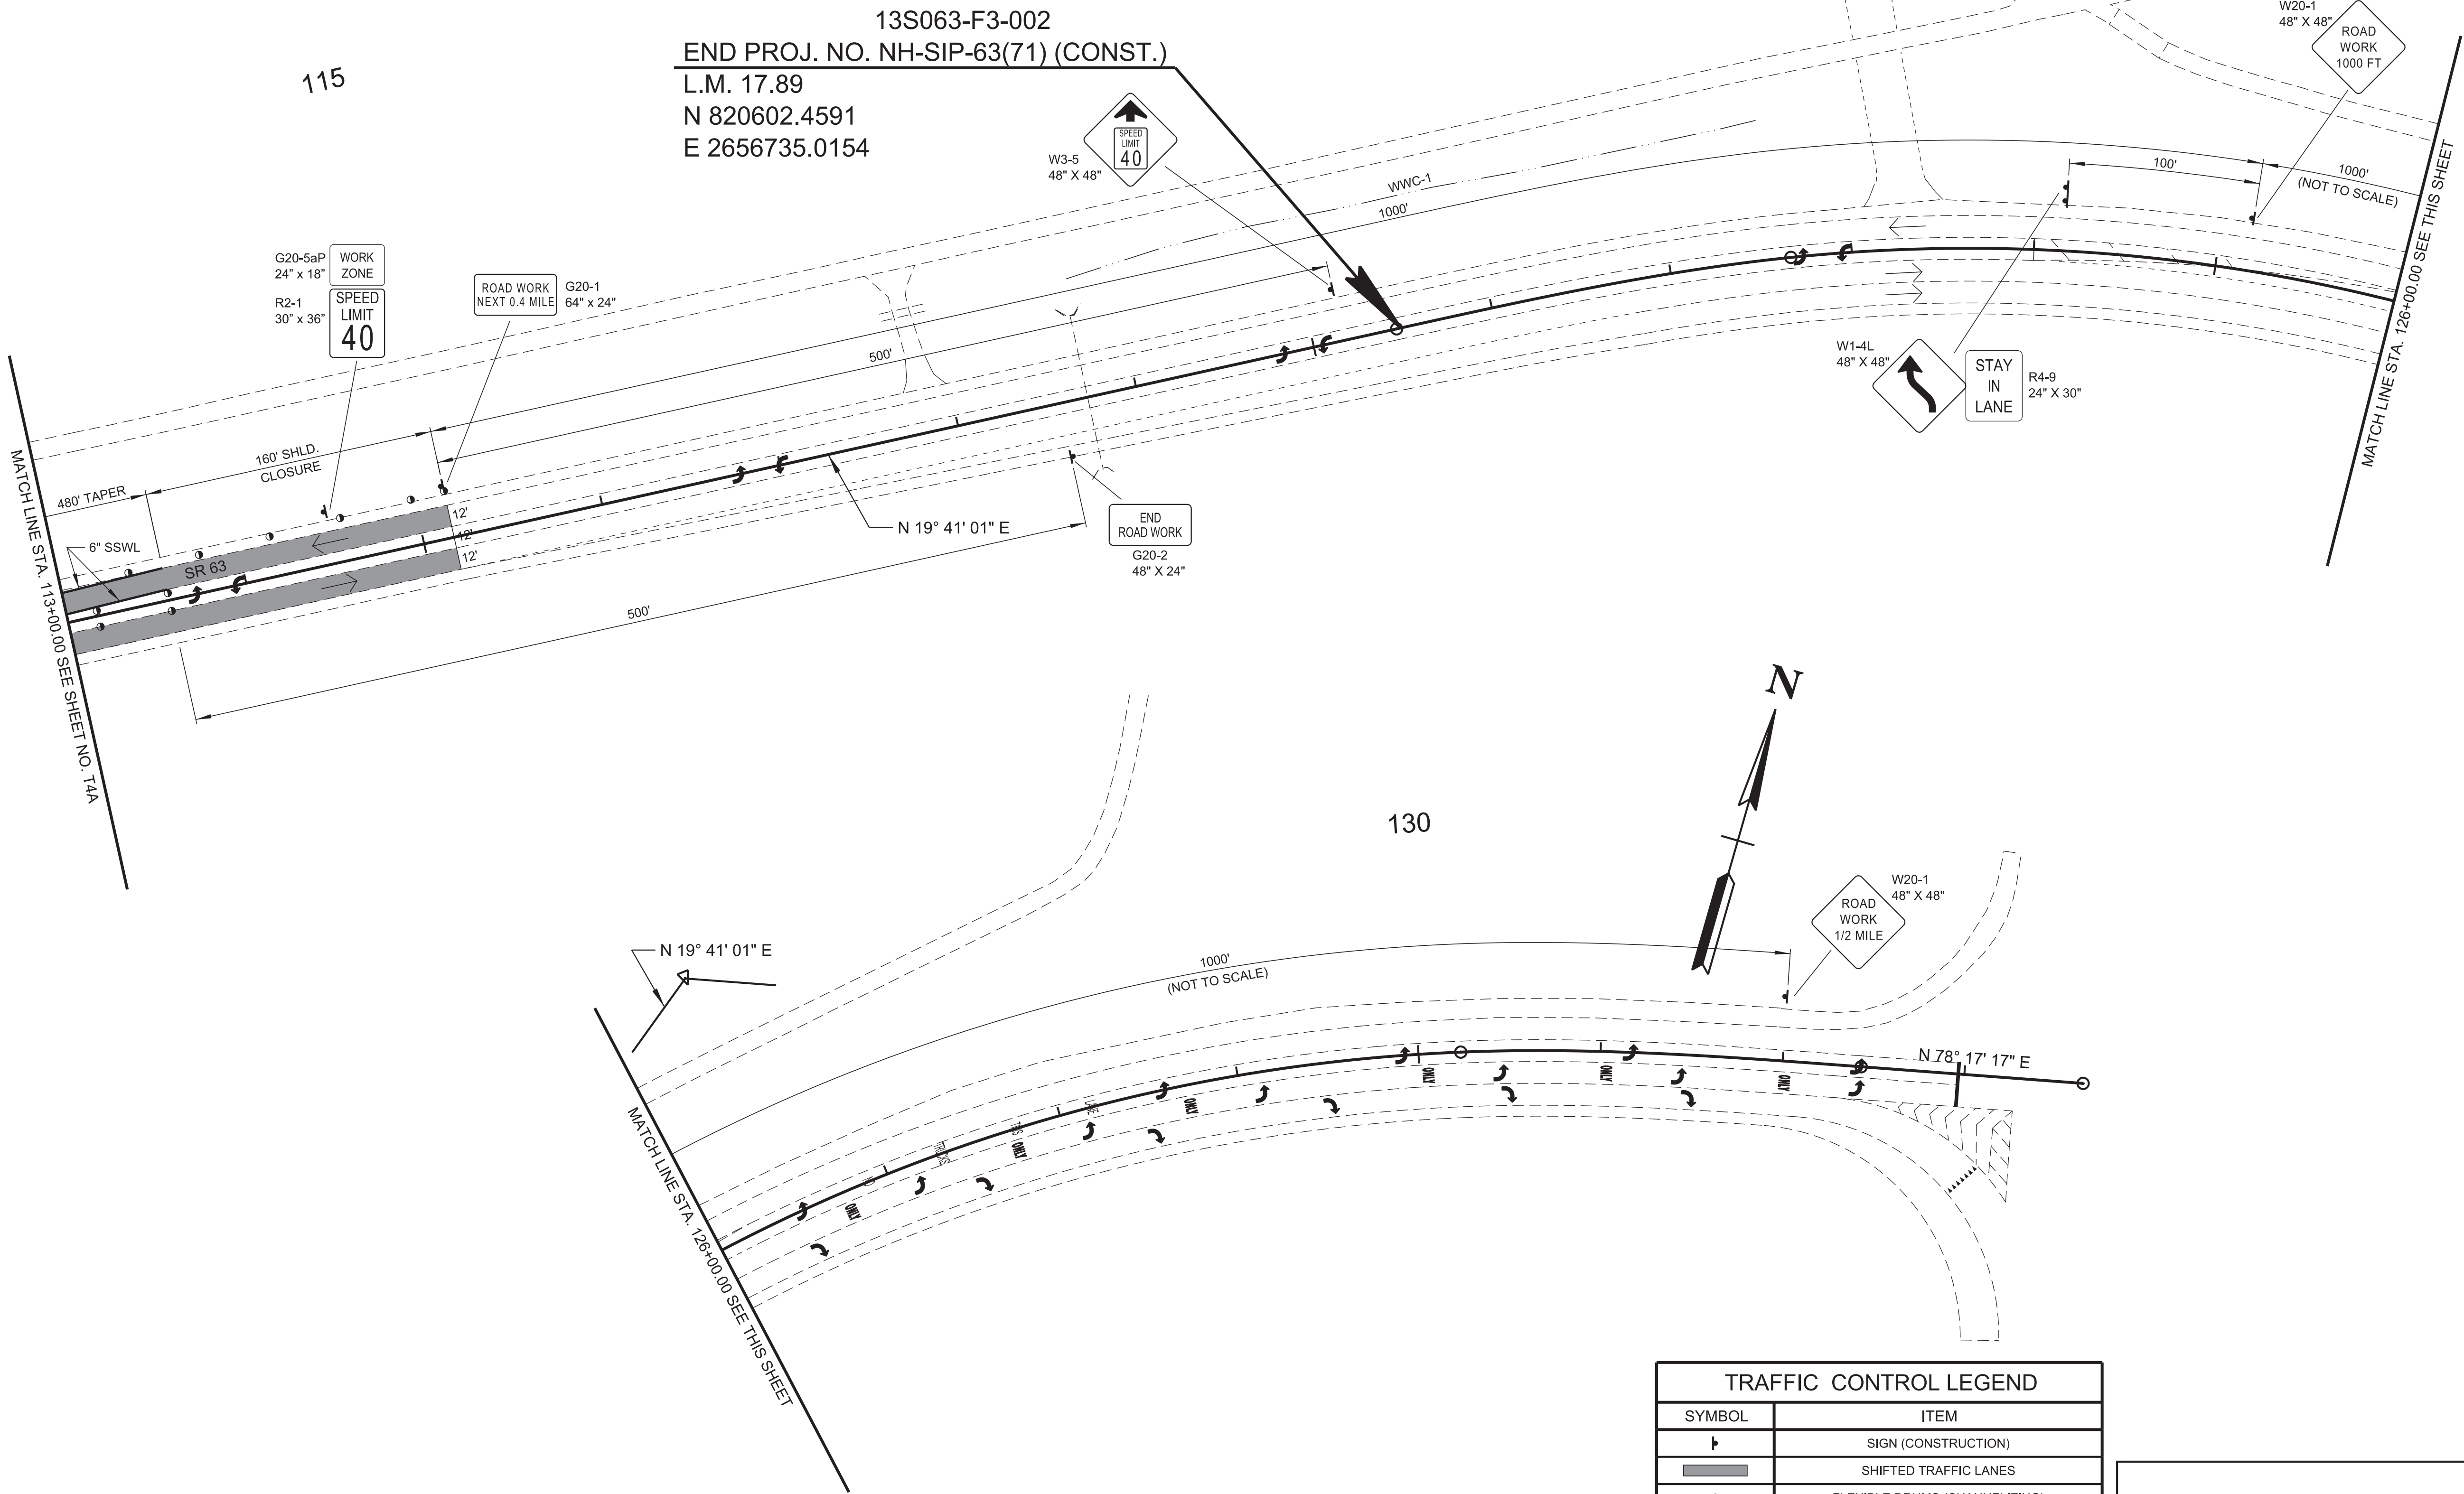 13S063-F3-002
END PROJ. NO. NH-SIP-63(71) (CONST.)
L.M. 17.89
N 820602.4591
E 2656735.0154
115
W20-1
48" X 48"
ROAD
WORK
1000 FT
SPEED
LIMIT
40
W3-5
48" X 48"
WWC-1
1000'
100'
1000'
(NOT TO SCALE)
MATCH LINE STA. 126+00.00 SEE THIS SHEET
G20-5aP
24" x 18"
WORK
ZONE
R2-1
30" x 36"
SPEED
LIMIT
40
ROAD WORK
NEXT 0.4 MILE
G20-1
64" x 24"
500'
W1-4L
48" X 48"
STAY
IN
LANE
R4-9
24" X 30"
MATCH LINE STA. 113+00.00 SEE SHEET NO. T4A
480' TAPER
160' SHLD.
CLOSURE
6" SSWL
SR 63
12'
12'
12'
N 19° 41' 01" E
END
ROAD WORK
G20-2
48" X 24"
500'
N
130
W20-1
48" X 48"
ROAD
WORK
1/2 MILE
N 19° 41' 01" E
1000'
(NOT TO SCALE)
N 78° 17' 17" E
MATCH LINE STA. 126+00.00 SEE THIS SHEET
ONLY
ONLY
ONLY
ONLY
ONLY
ONLY
TRAFFIC CONTROL LEGEND
SYMBOL
ITEM
SIGN (CONSTRUCTION)
SHIFTED TRAFFIC LANES